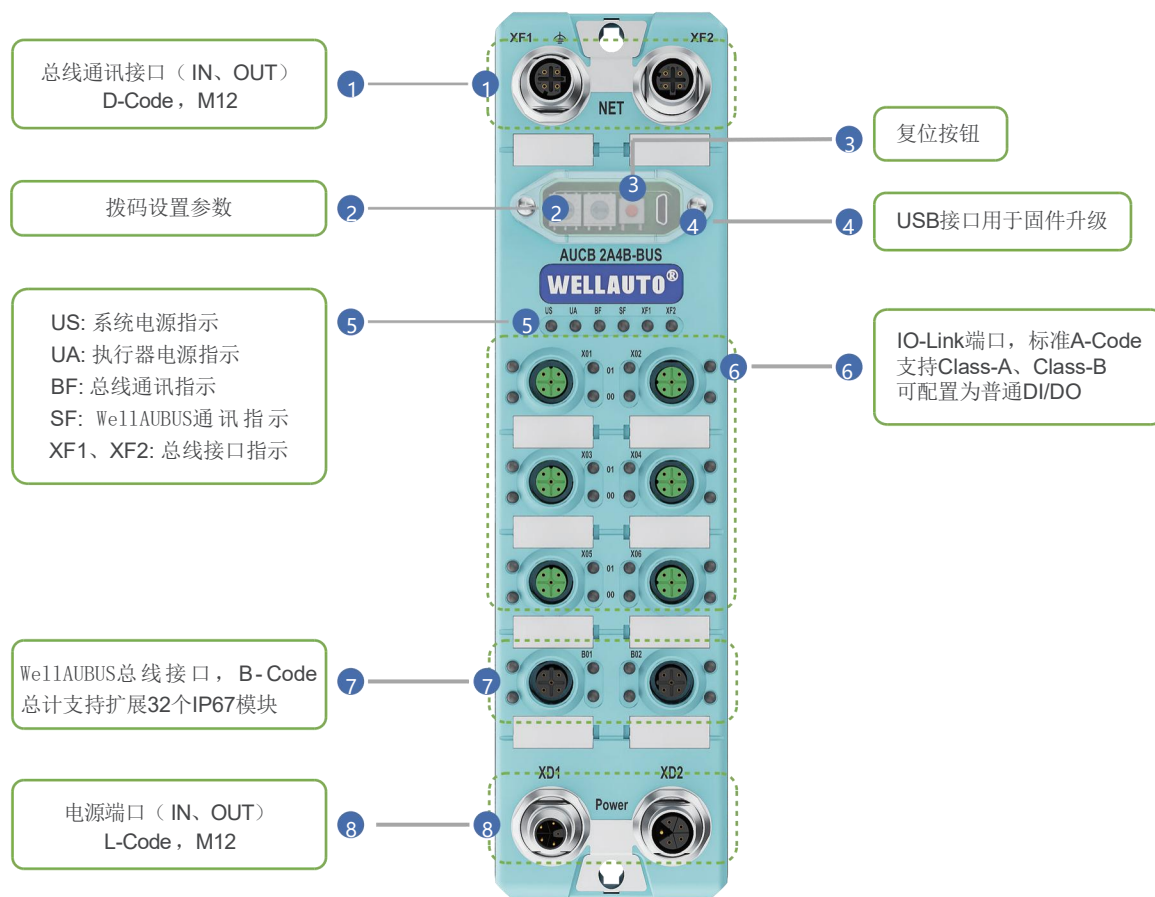 总线通讯接口（ IN、OUT）
D-Code， M12
1
1
XF1
XF2
NET
拨码设置参数
2
2
3
3
复位按钮
4
4
USB接口用于固件升级
AUCB 2A4B-BUS
WELLAUTO®
US UA BF SF XF1 XF2
US: 系统电源指示
UA: 执行器电源指示
BF: 总线通讯指示
SF: WellAUBUS通讯指示
XF1、XF2: 总线接口指示
5
5
X01
X02
01
00
6
6
IO-Link端口，标准A-Code
支持Class-A、Class-B
可配置为普通DI/DO
X03
X04
01
00
X05
X06
01
00
WellAUBUS总线接口，B-Code
总计支持扩展32个IP67模块
7
7
B01
B02
XD1
XD2
Power
电源端口（ IN、OUT）
L-Code， M12
8
8